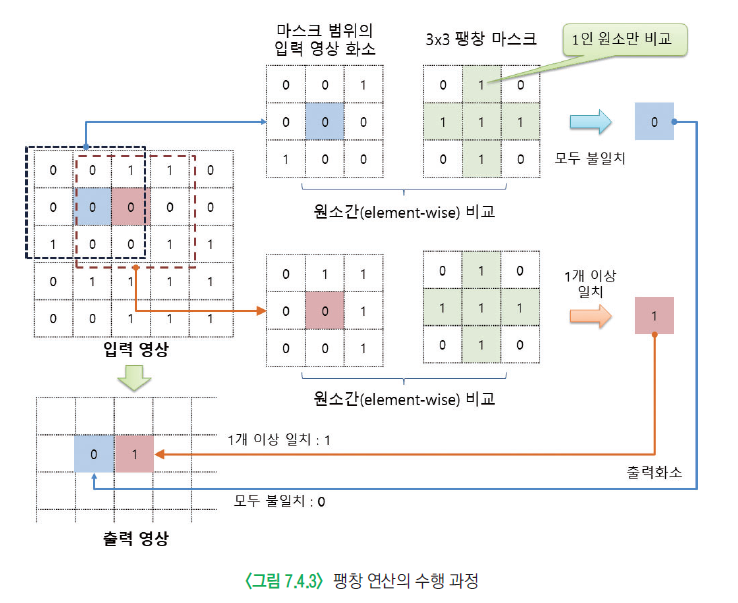 마스크 범위의
입력 영상 화소
3x3 팽창 마스크
1인 원소만 비교
0 0 1
0 0 0
1 0 0
0 1 0
1 1 1
0 1 0
모두 불일치
0
원소간(element-wise) 비교
0 0 1 1 0
0 0 0 0 0
1 0 0 1 1
0 1 1 1 1
0 0 1 1 1
입력 영상
0 1 1
0 0 1
0 0 1
0 1 0
1 1 1
0 1 0
1개 이상
일치
1
원소간(element-wise) 비교
0 1
1개 이상 일치 : 1
모두 불일치 : 0
출력화소
출력 영상
<그림 7.4.3> 팽창 연산의 수행 과정